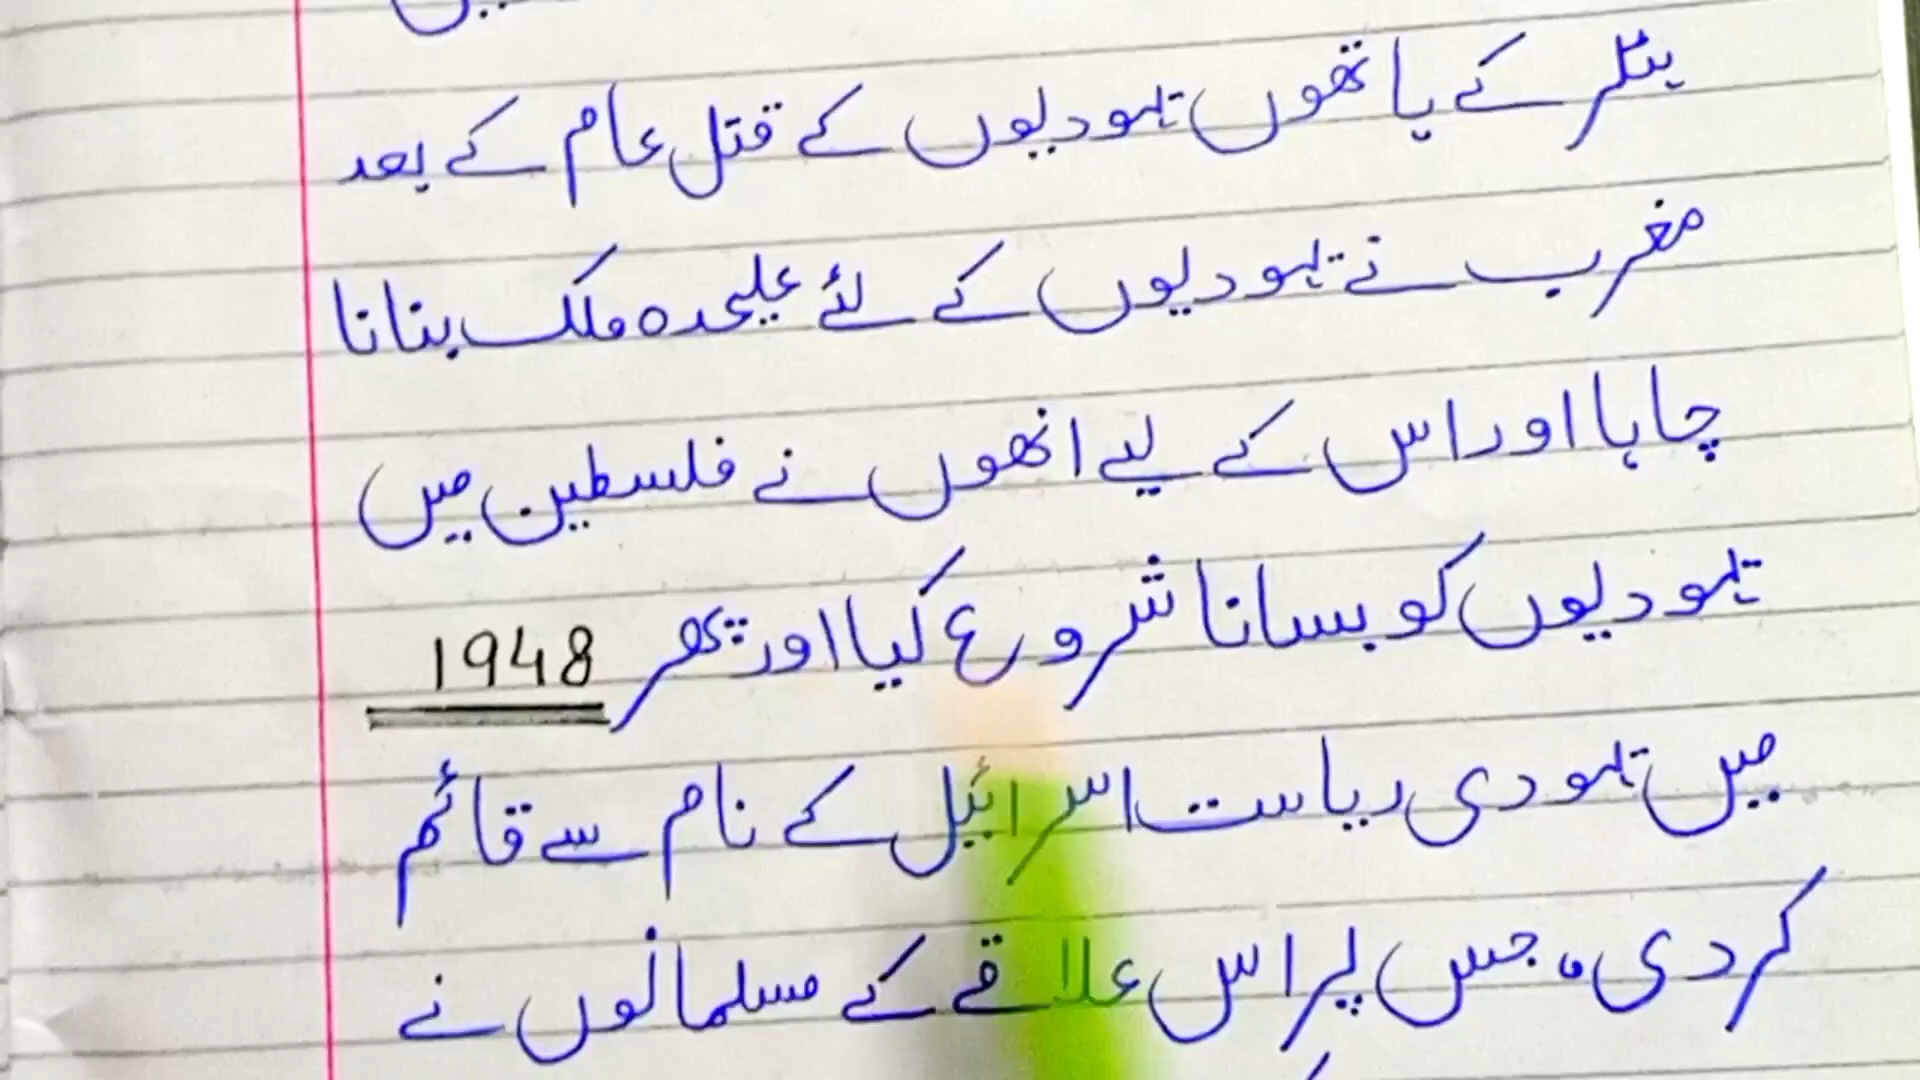 ہٹلر کے ہاتھوں یہودیوں کے قتل عام کے بعد
مغرب نے یہودیوں کے لئے علیحدہ ملک بنانا
چاہا اور اس کے لیے انھوں نے فلسطین میں
یہودیوں کو بسانا شروع کیا اور پھر 1948
میں یہودی ریاست اسرائیل کے نام سے قائم
کردی، جس پر اس علاقے کے مسلمانوں نے